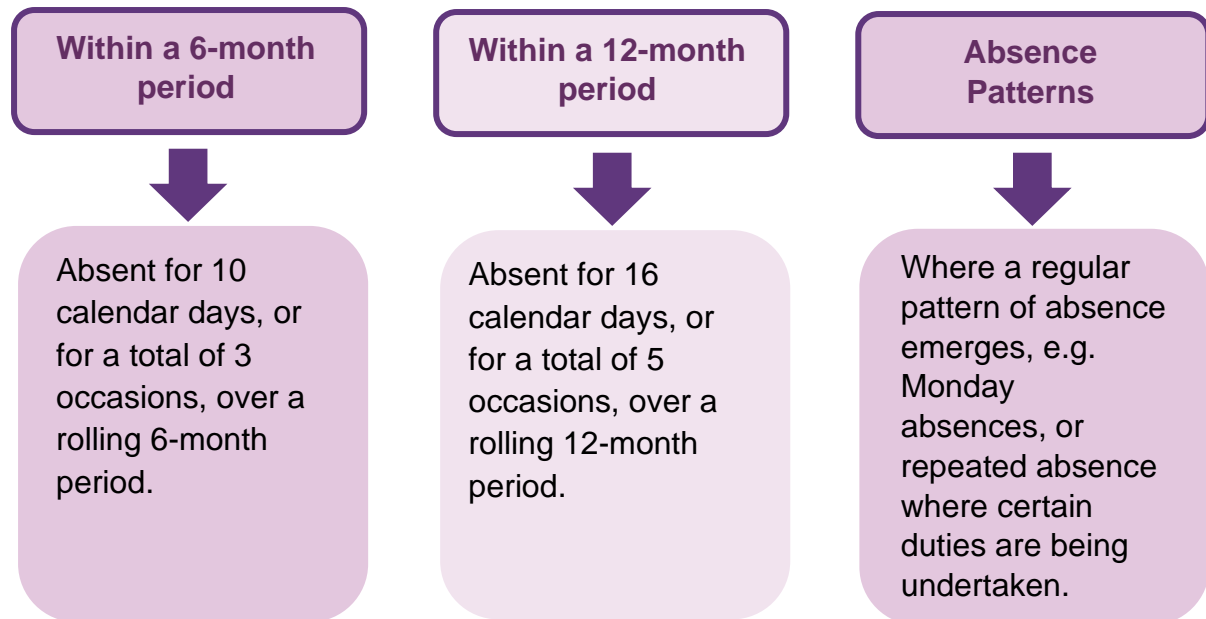 Within a 6-month
period
Absent for 10
calendar days, or
for a total of 3
occasions, over a
rolling 6-month
period.
Within a 12-month
period
Absent for 16
calendar days, or
for a total of 5
occasions, over a
rolling 12-month
period.
Absence
Patterns
Where a regular
pattern of absence
emerges, e.g.
Monday
absences, or
repeated absence
where certain
duties are being
undertaken.